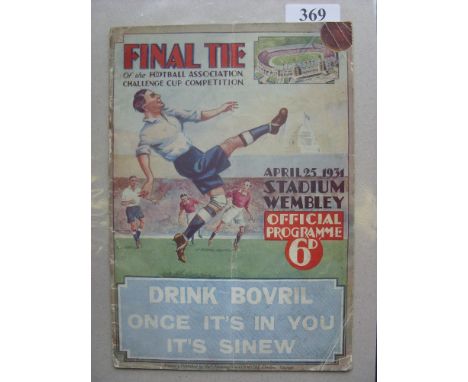 369
FINAL TIE
Of the FOOTBALL ASSOCIATION
CHALLENGE CUP COMPETITION
APRIL 25 1931
STADIUM
WEMBLEY
OFFICIAL
PROGRAMME
6D
DRINK BOVRIL
ONCE IT'S IN YOU
IT'S SINEW